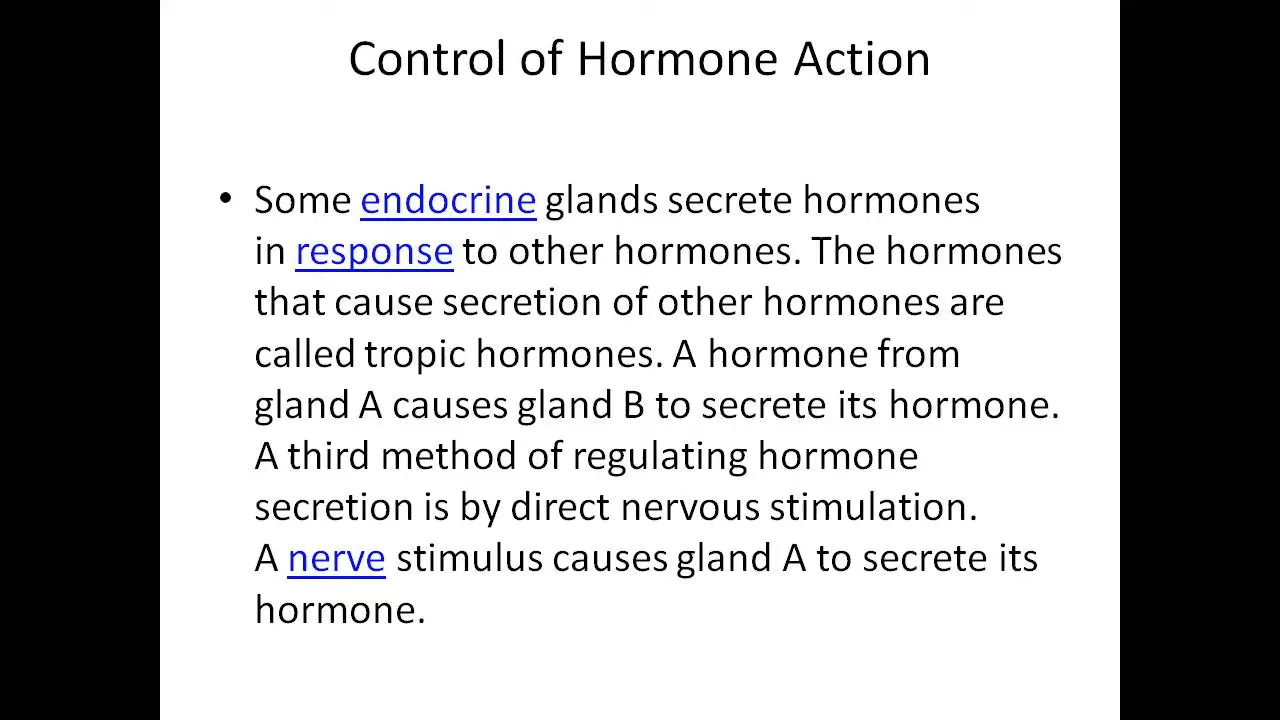 Control of Hormone Action
• Some endocrine glands secrete hormones
in response to other hormones. The hormones
that cause secretion of other hormones are
called tropic hormones. A hormone from
gland A causes gland B to secrete its hormone.
A third method of regulating hormone
secretion is by direct nervous stimulation.
A nerve stimulus causes gland A to secrete its
hormone.